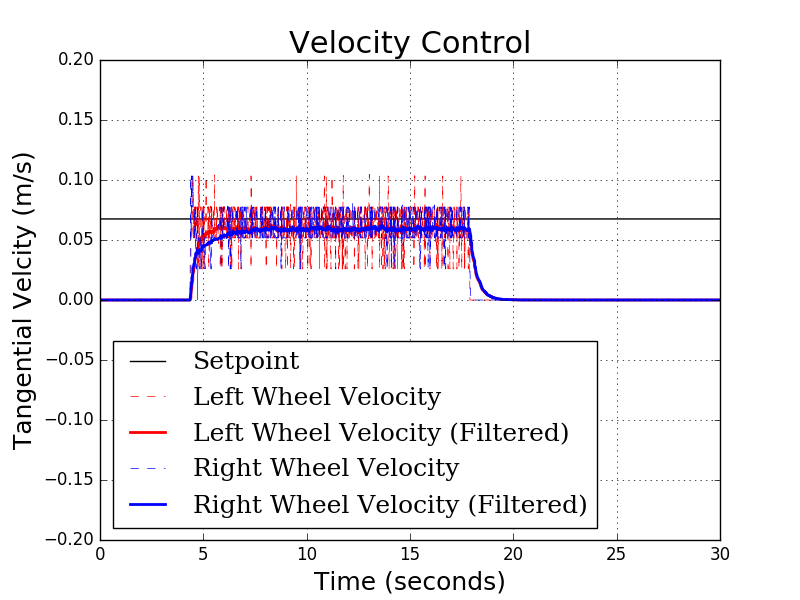 Velocity Control
0.20
0.15
0.10
0.05
0.00
−0.05
−0.10
−0.15
−0.20
Tangential Velcity (m/s)
Setpoint
Left Wheel Velocity
Left Wheel Velocity (Filtered)
Right Wheel Velocity
Right Wheel Velocity (Filtered)
0 5 10 15 20 25 30
Time (seconds)